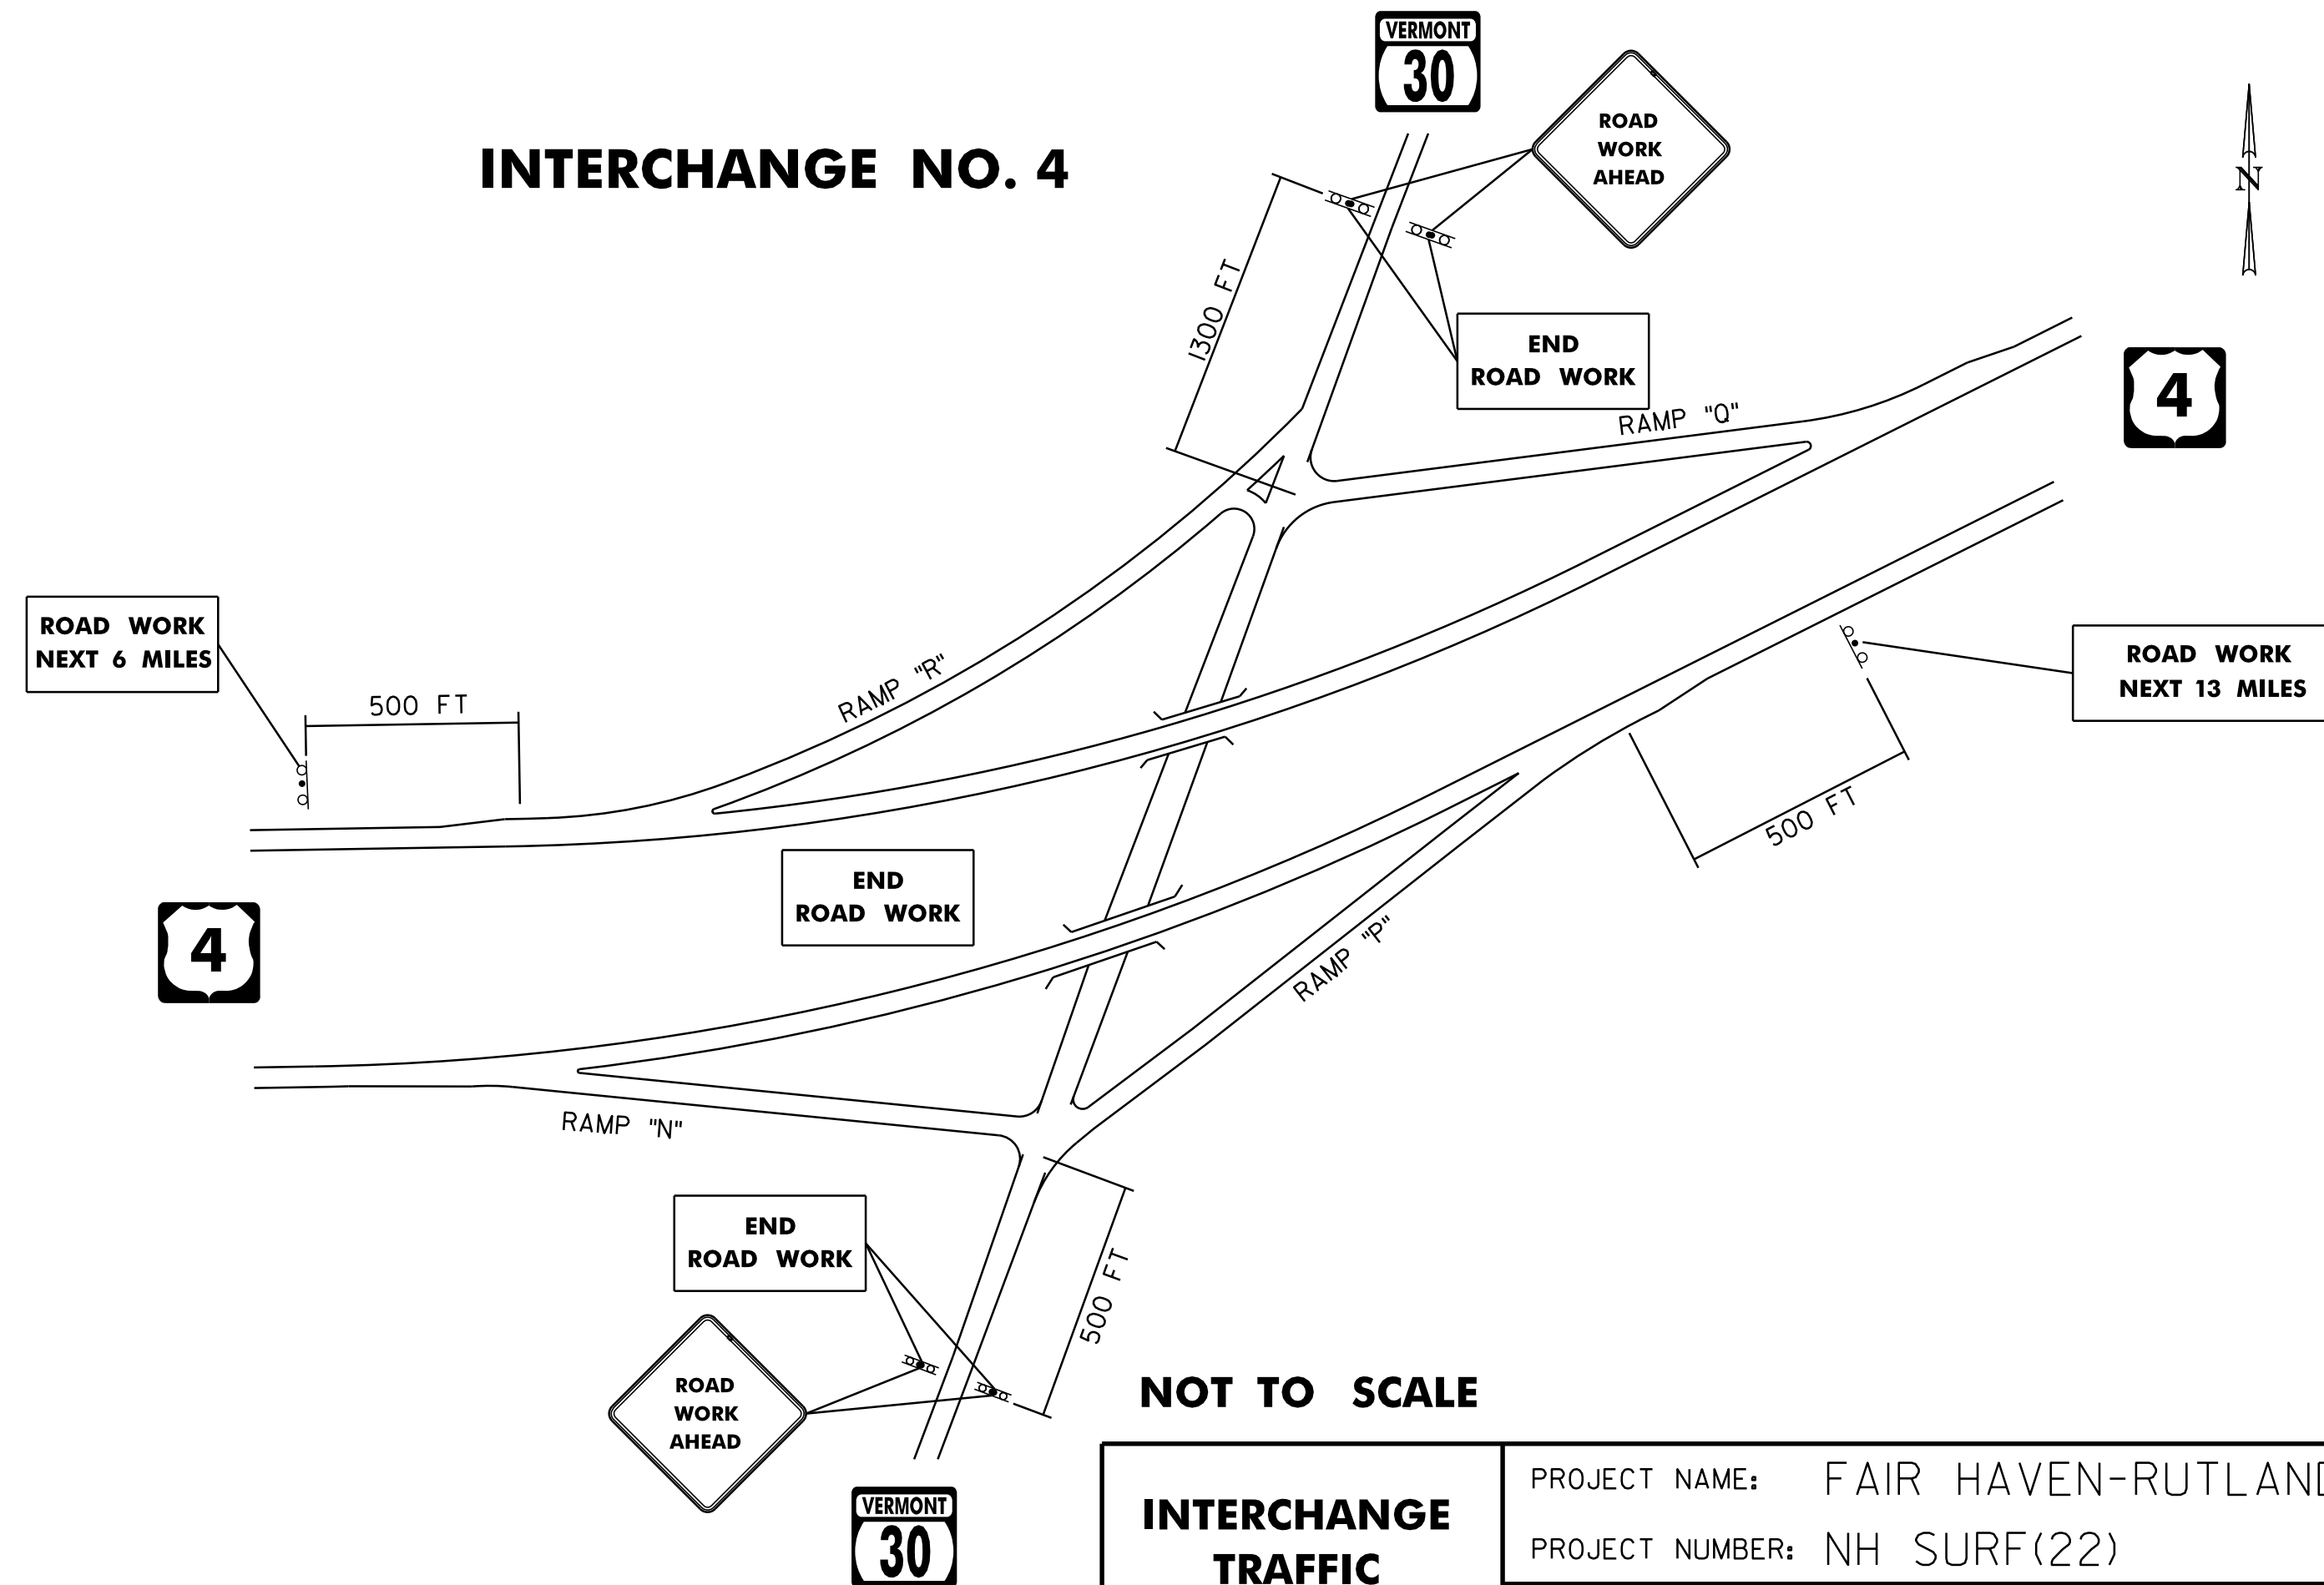 VERMONT
30
ROAD
WORK
AHEAD
INTERCHANGE NO. 4
N
1300 FT
END
ROAD WORK
RAMP "Q"
4
ROAD WORK
NEXT 6 MILES
500 FT
RAMP "R"
ROAD WORK
NEXT 13 MILES
500 FT
END
ROAD WORK
4
RAMP "P"
RAMP "N"
END
ROAD WORK
500 FT
ROAD
WORK
AHEAD
NOT TO SCALE
VERMONT
30
INTERCHANGE
TRAFFIC
PROJECT NAME: FAIR HAVEN-RUTLAND
PROJECT NUMBER: NH SURF(22)